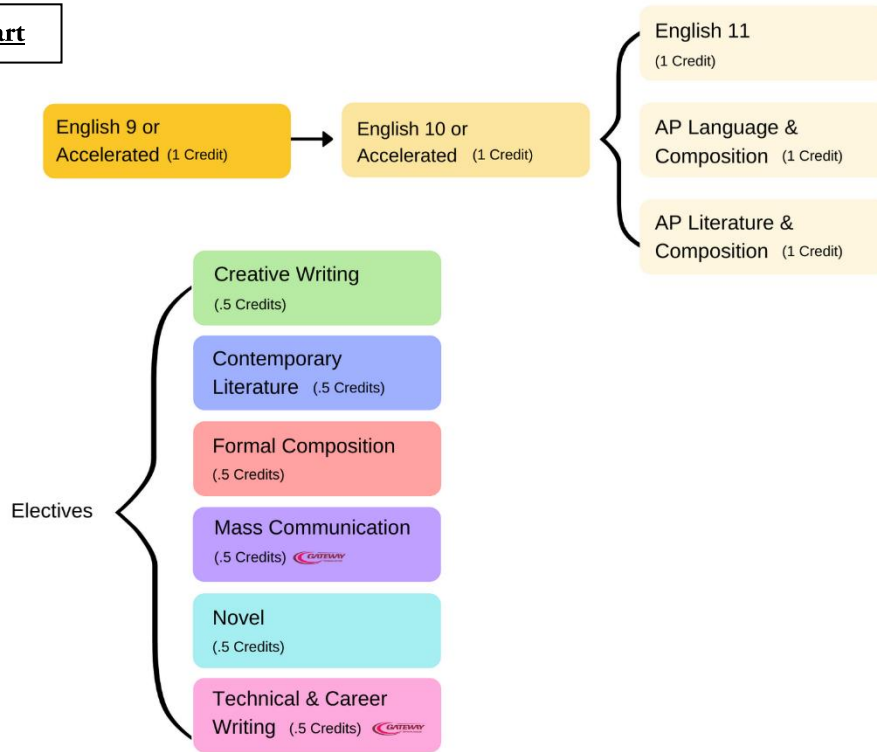 art
English 9 or
Accelerated (1 Credit)
English 10 or
Accelerated (1 Credit)
English 11
(1 Credit)
AP Language &
Composition (1 Credit)
AP Literature &
Composition (1 Credit)
Electives
Creative Writing
(.5 Credits)
Contemporary
Literature (.5 Credits)
Formal Composition
(.5 Credits)
Mass Communication
(.5 Credits) GATEWAY
Novel
(.5 Credits)
Technical & Career
Writing (.5 Credits) GATEWAY